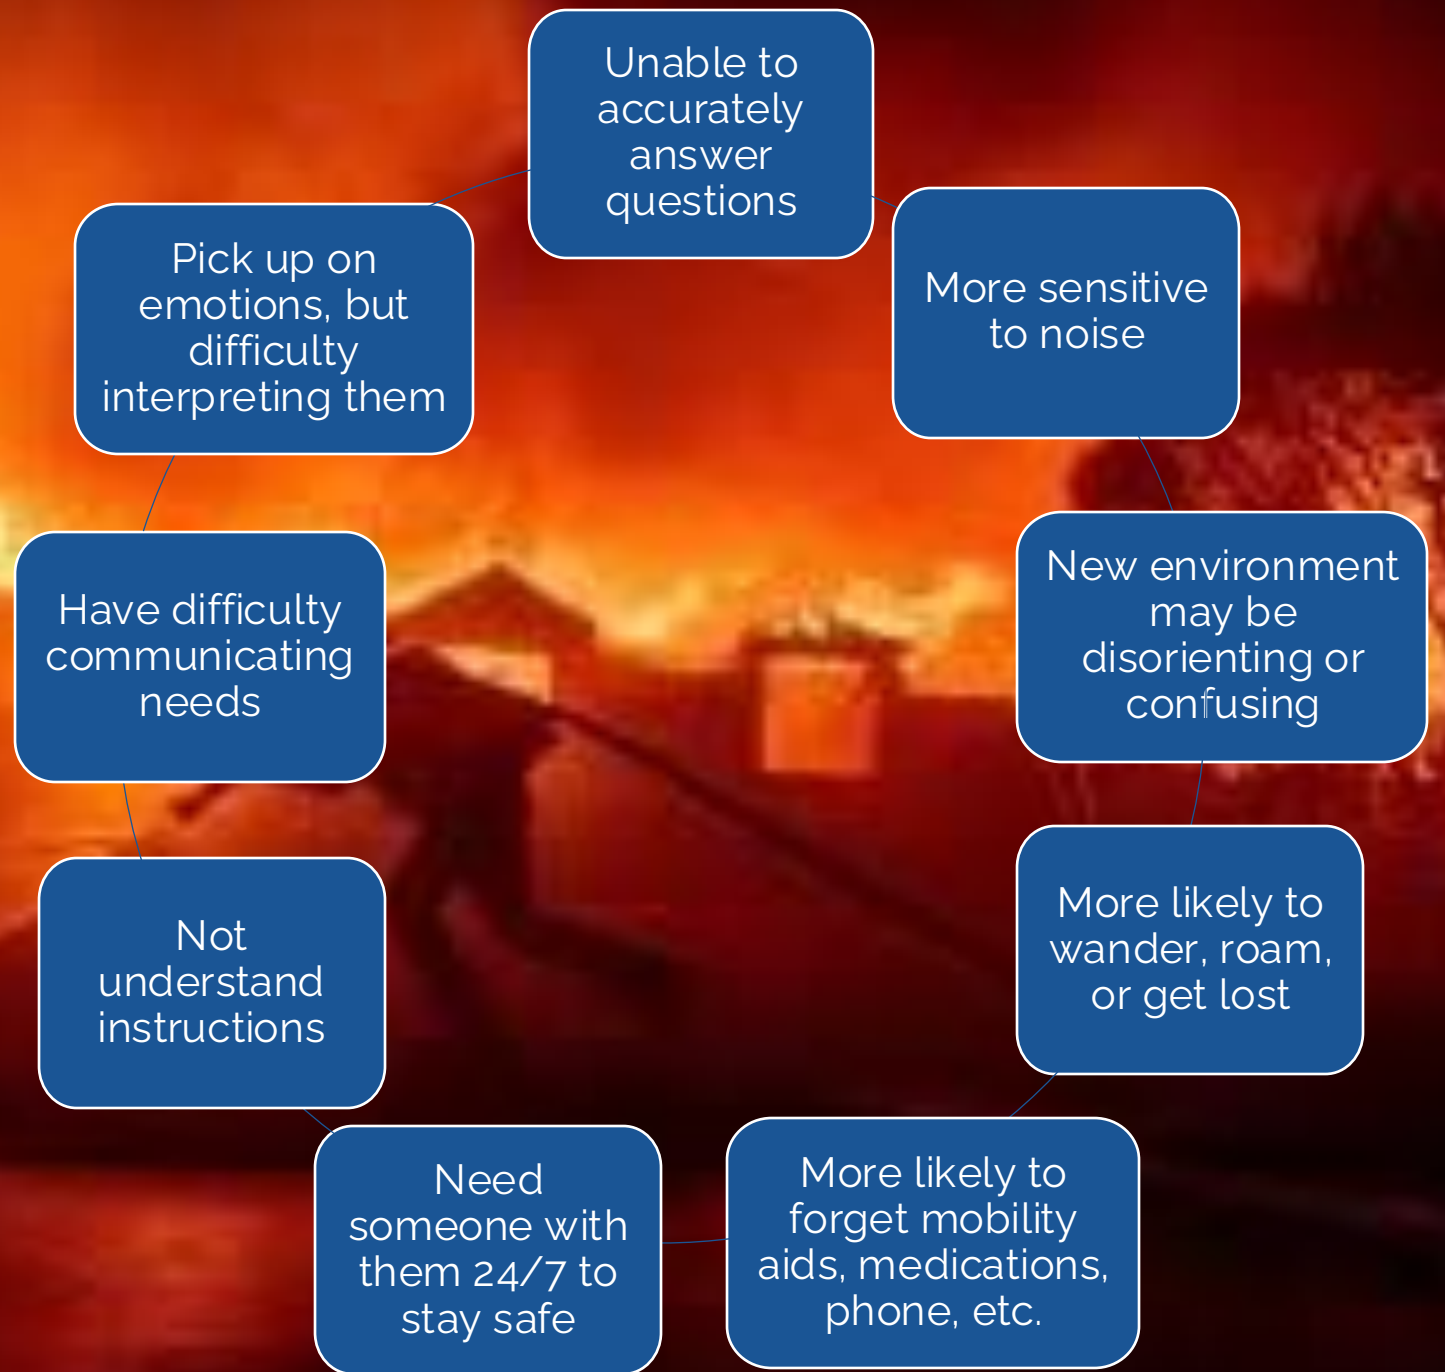 Unable to
accurately
answer
questions
More sensitive
to noise
New environment
may be
disorienting or
confusing
More likely to
wander, roam,
or get lost
More likely to
forget mobility
aids, medications,
phone, etc.
Need
someone with
them 24/7 to
stay safe
Not
understand
instructions
Have difficulty
communicating
needs
Pick up on
emotions, but
difficulty
interpreting them